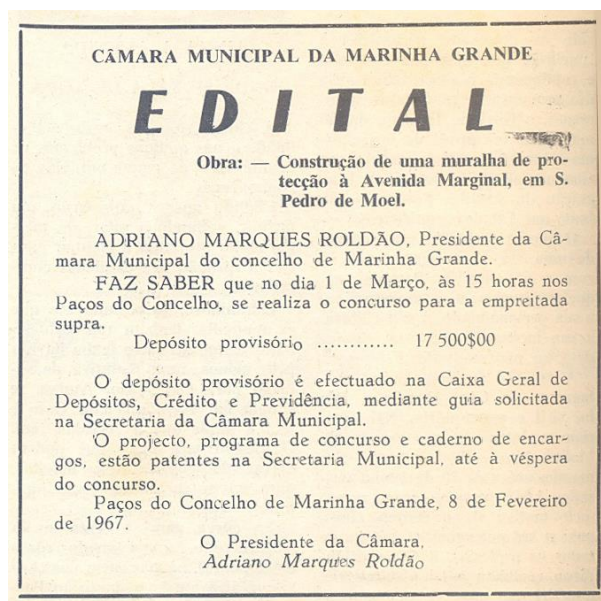 CÂMARA MUNICIPAL DA MARINHA GRANDE
EDITAL
Obra: — Construção de uma muralha de pro-
tecção à Avenida Marginal, em S.
Pedro de Moel.
ADRIANO MARQUES ROLDÃO, Presidente da Câ-
mara Municipal do concelho de Marinha Grande.
FAZ SABER que no dia 1 de Março, às 15 horas nos
Paços do Concelho, se realiza o concurso para a empreitada
supra.
Depósito provisório ............ 17 500$00
O depósito provisório é efectuado na Caixa Geral de
Depósitos, Crédito e Previdência, mediante guia solicitada
na Secretaria da Câmara Municipal.
O projecto, programa de concurso e caderno de encar-
gos, estão patentes na Secretaria Municipal, até à véspera
do concurso.
Paços do Concelho de Marinha Grande, 8 de Fevereiro
de 1967.
O Presidente da Câmara,
Adriano Marques Roldão